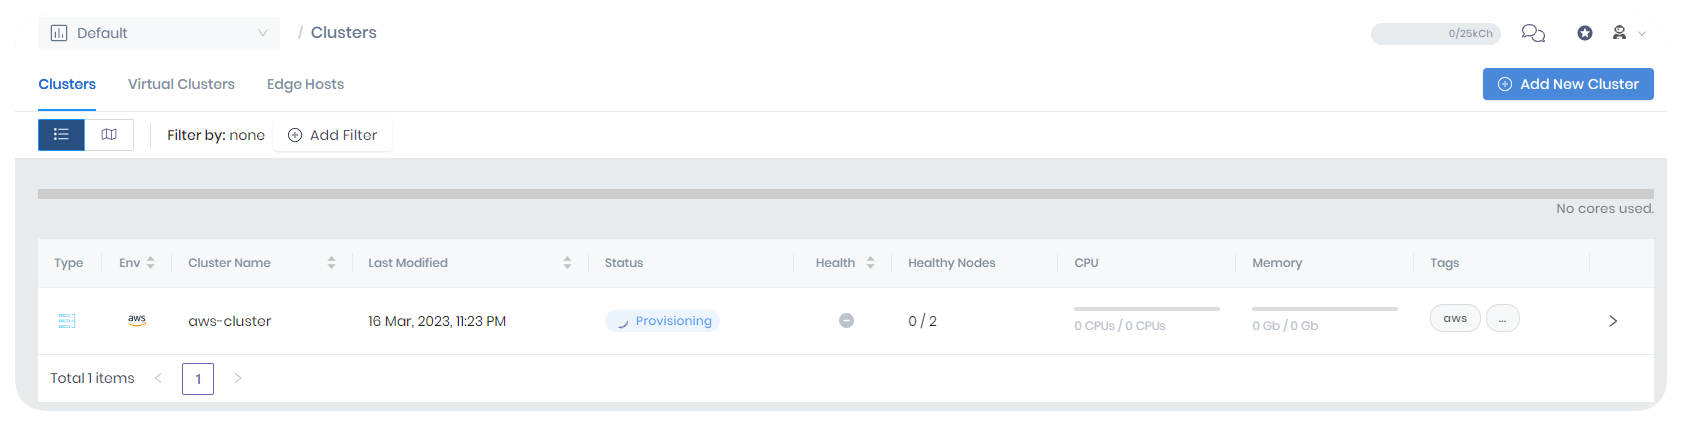 Default / Clusters 0/25kCh
Clusters Virtual Clusters Edge Hosts Add New Cluster
Filter by: none Add Filter
No cores used.
Type Env Cluster Name Last Modified Status Health Healthy Nodes CPU Memory Tags
aws aws-cluster 16 Mar, 2023, 11:23 PM Provisioning 0 / 2 0 CPUs / 0 CPUs 0 Gb / 0 Gb aws ...
Total 1 items 1